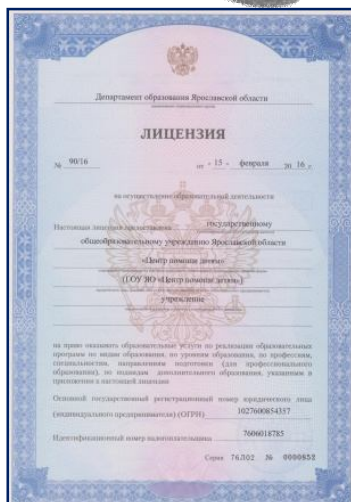 Департамент образования Ярославской области
ЛИЦЕНЗИЯ
№ 90/16 от « 15 » февраля 20 16 г.
на осуществление образовательной деятельности
Настоящая лицензия предоставлена государственному
общеобразовательному учреждению Ярославской области
«Центр помощи детям»
(ГОУ ЯО «Центр помощи детям»)
учреждение
на право оказывать образовательные услуги по реализации образовательных
программ по видам образования, по уровням образования, по профессиям,
специальностям, направлениям подготовки (для профессионального
образования), по подвидам дополнительного образования, указанным в
приложении к настоящей лицензии
Основной государственный регистрационный номер юридического лица
(индивидуального предпринимателя) (ОГРН) 1027600854357
Идентификационный номер налогоплательщика 7606018785
Серия 76Л02 № 0000852